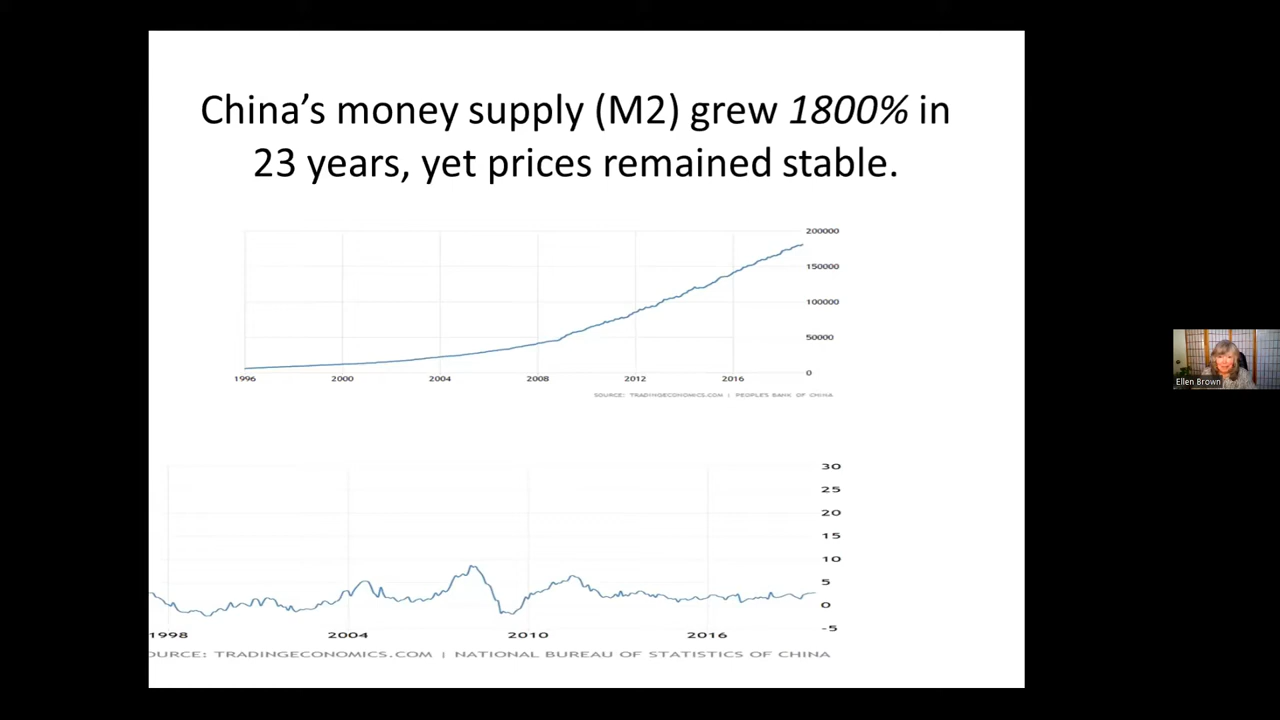 China's money supply (M2) grew 1800% in
23 years, yet prices remained stable.
200000
150000
100000
50000
0
1996 2000 2004 2008 2012 2016
SOURCE: TRADINGECONOMICS.COM | PEOPLE'S BANK OF CHINA
30
25
20
15
10
5
0
-5
1998 2004 2010 2016
OURCE: TRADINGECONOMICS.COM | NATIONAL BUREAU OF STATISTICS OF CHINA
Ellen Brown